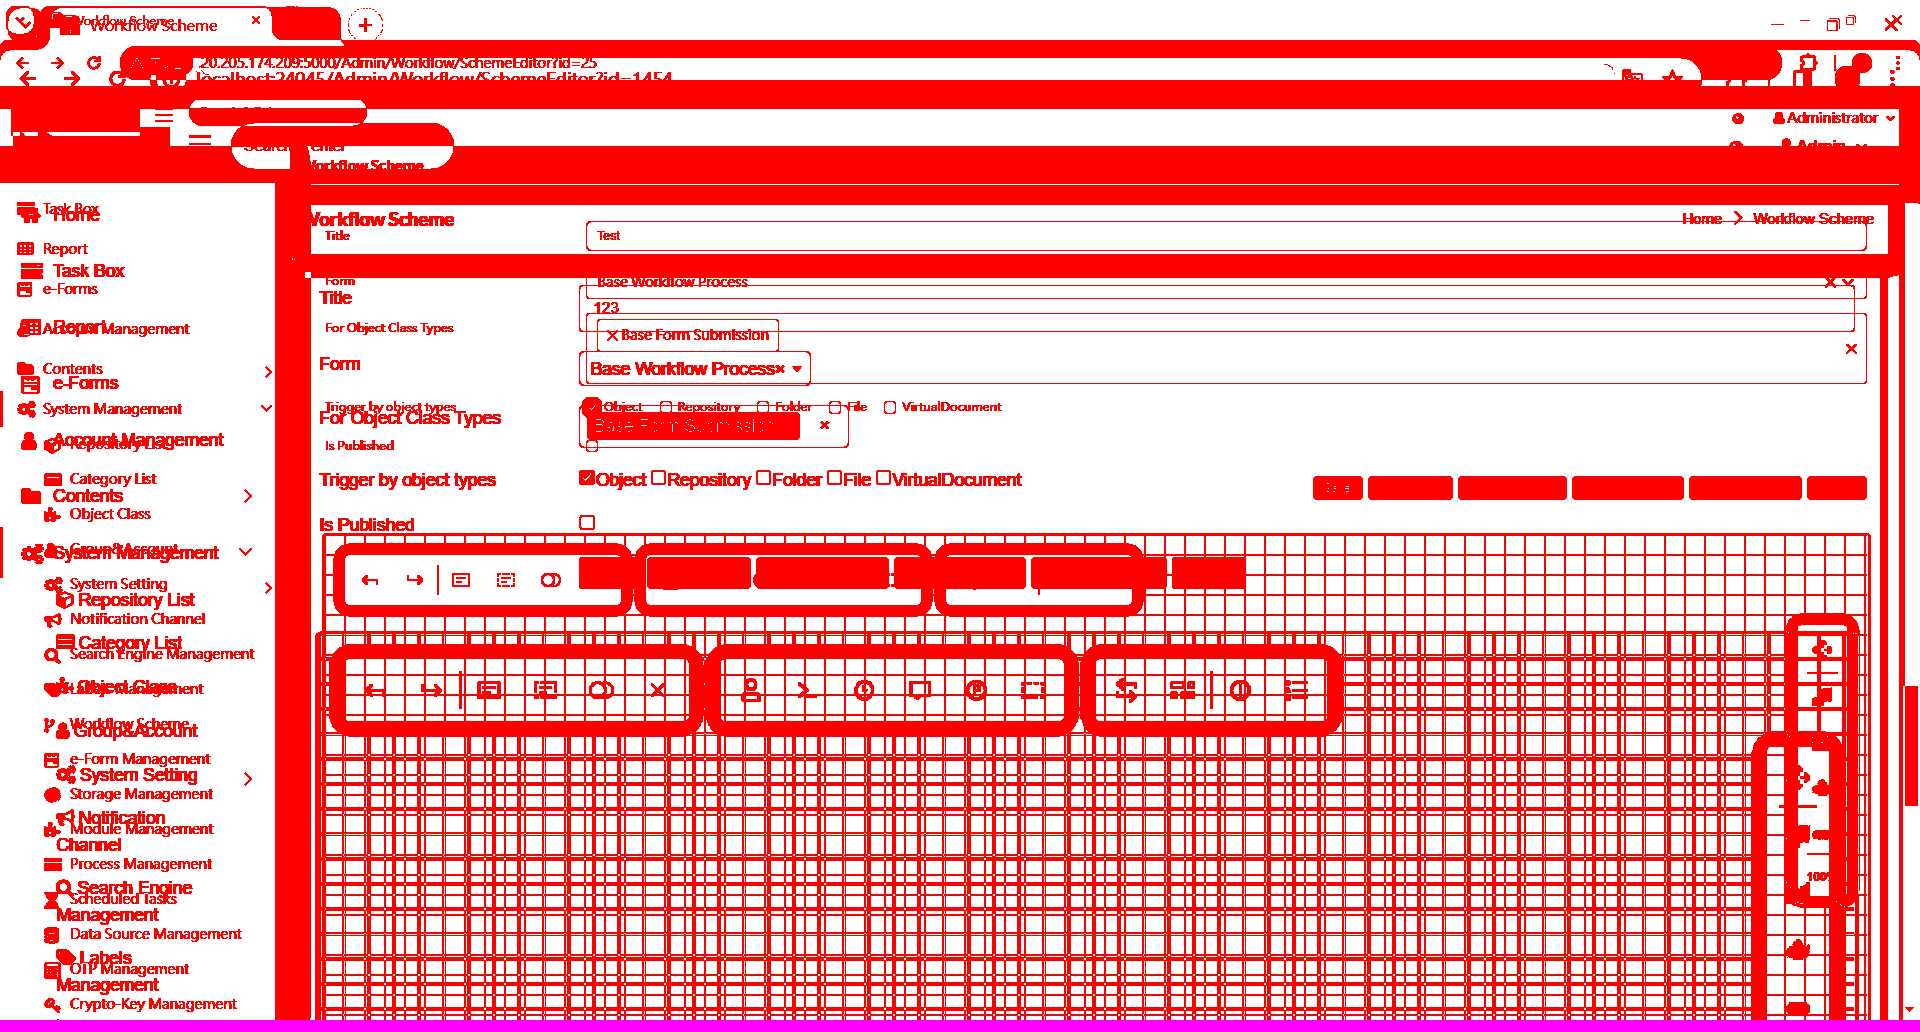 Workflow Scheme
Workflow Scheme
20.205.174.209:5000/Admin/Workflow/SchemeEditor?id=25
localhost:24045/Admin/Workflow/SchemeEditor?id=1454
Administrator
Admin
Workflow Scheme
Workflow Scheme
Home > Workflow Scheme
Title
Test
Form
Base Workflow Process
Title
123
For Object Class Types
Base Form Submission
Form
Base Workflow Process
Trigger by object types
Object Repository Folder File VirtualDocument
For Object Class Types
Base Form Submission
Is Published
Trigger by object types
Object Repository Folder File VirtualDocument
Is Published
100%
Task Box
Home
Report
Task Box
e-Forms
Report
Account Management
Contents
e-Forms
System Management
Account Management
Repository List
Category List
Contents
Object Class
Group&Account
System Management
System Setting
Repository List
Notification Channel
Category List
Search Engine Management
Object Class
Workflow Scheme
Group&Account
e-Form Management
System Setting
Storage Management
Notification
Module Management
Channel
Process Management
Search Engine
Scheduled Tasks
Management
Data Source Management
Labels
OTP Management
Management
Crypto-Key Management